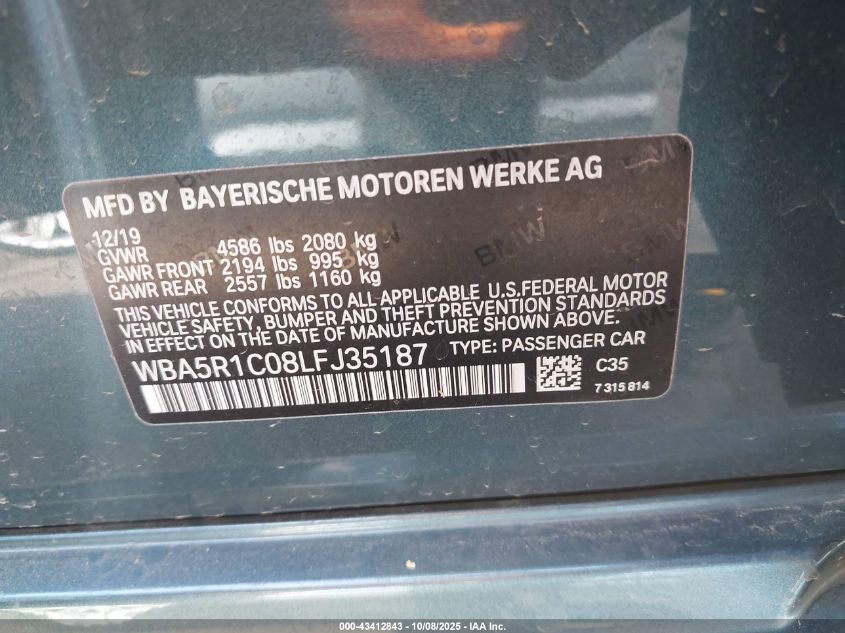 MFD BY BAYERISCHE MOTOREN WERKE AG
12/19
GVWR 4586 lbs 2080 kg
GAWR FRONT 2194 lbs 995 kg
GAWR REAR 2557 lbs 1160 kg
THIS VEHICLE CONFORMS TO ALL APPLICABLE U.S.FEDERAL MOTOR
VEHICLE SAFETY, BUMPER AND THEFT PREVENTION STANDARDS
IN EFFECT ON THE DATE OF MANUFACTURE SHOWN ABOVE.
WBA5R1C08LFJ35187 TYPE: PASSENGER CAR
C35
7 315 814
BMW
000-43412843 - 10/08/2025 - IAA Inc.